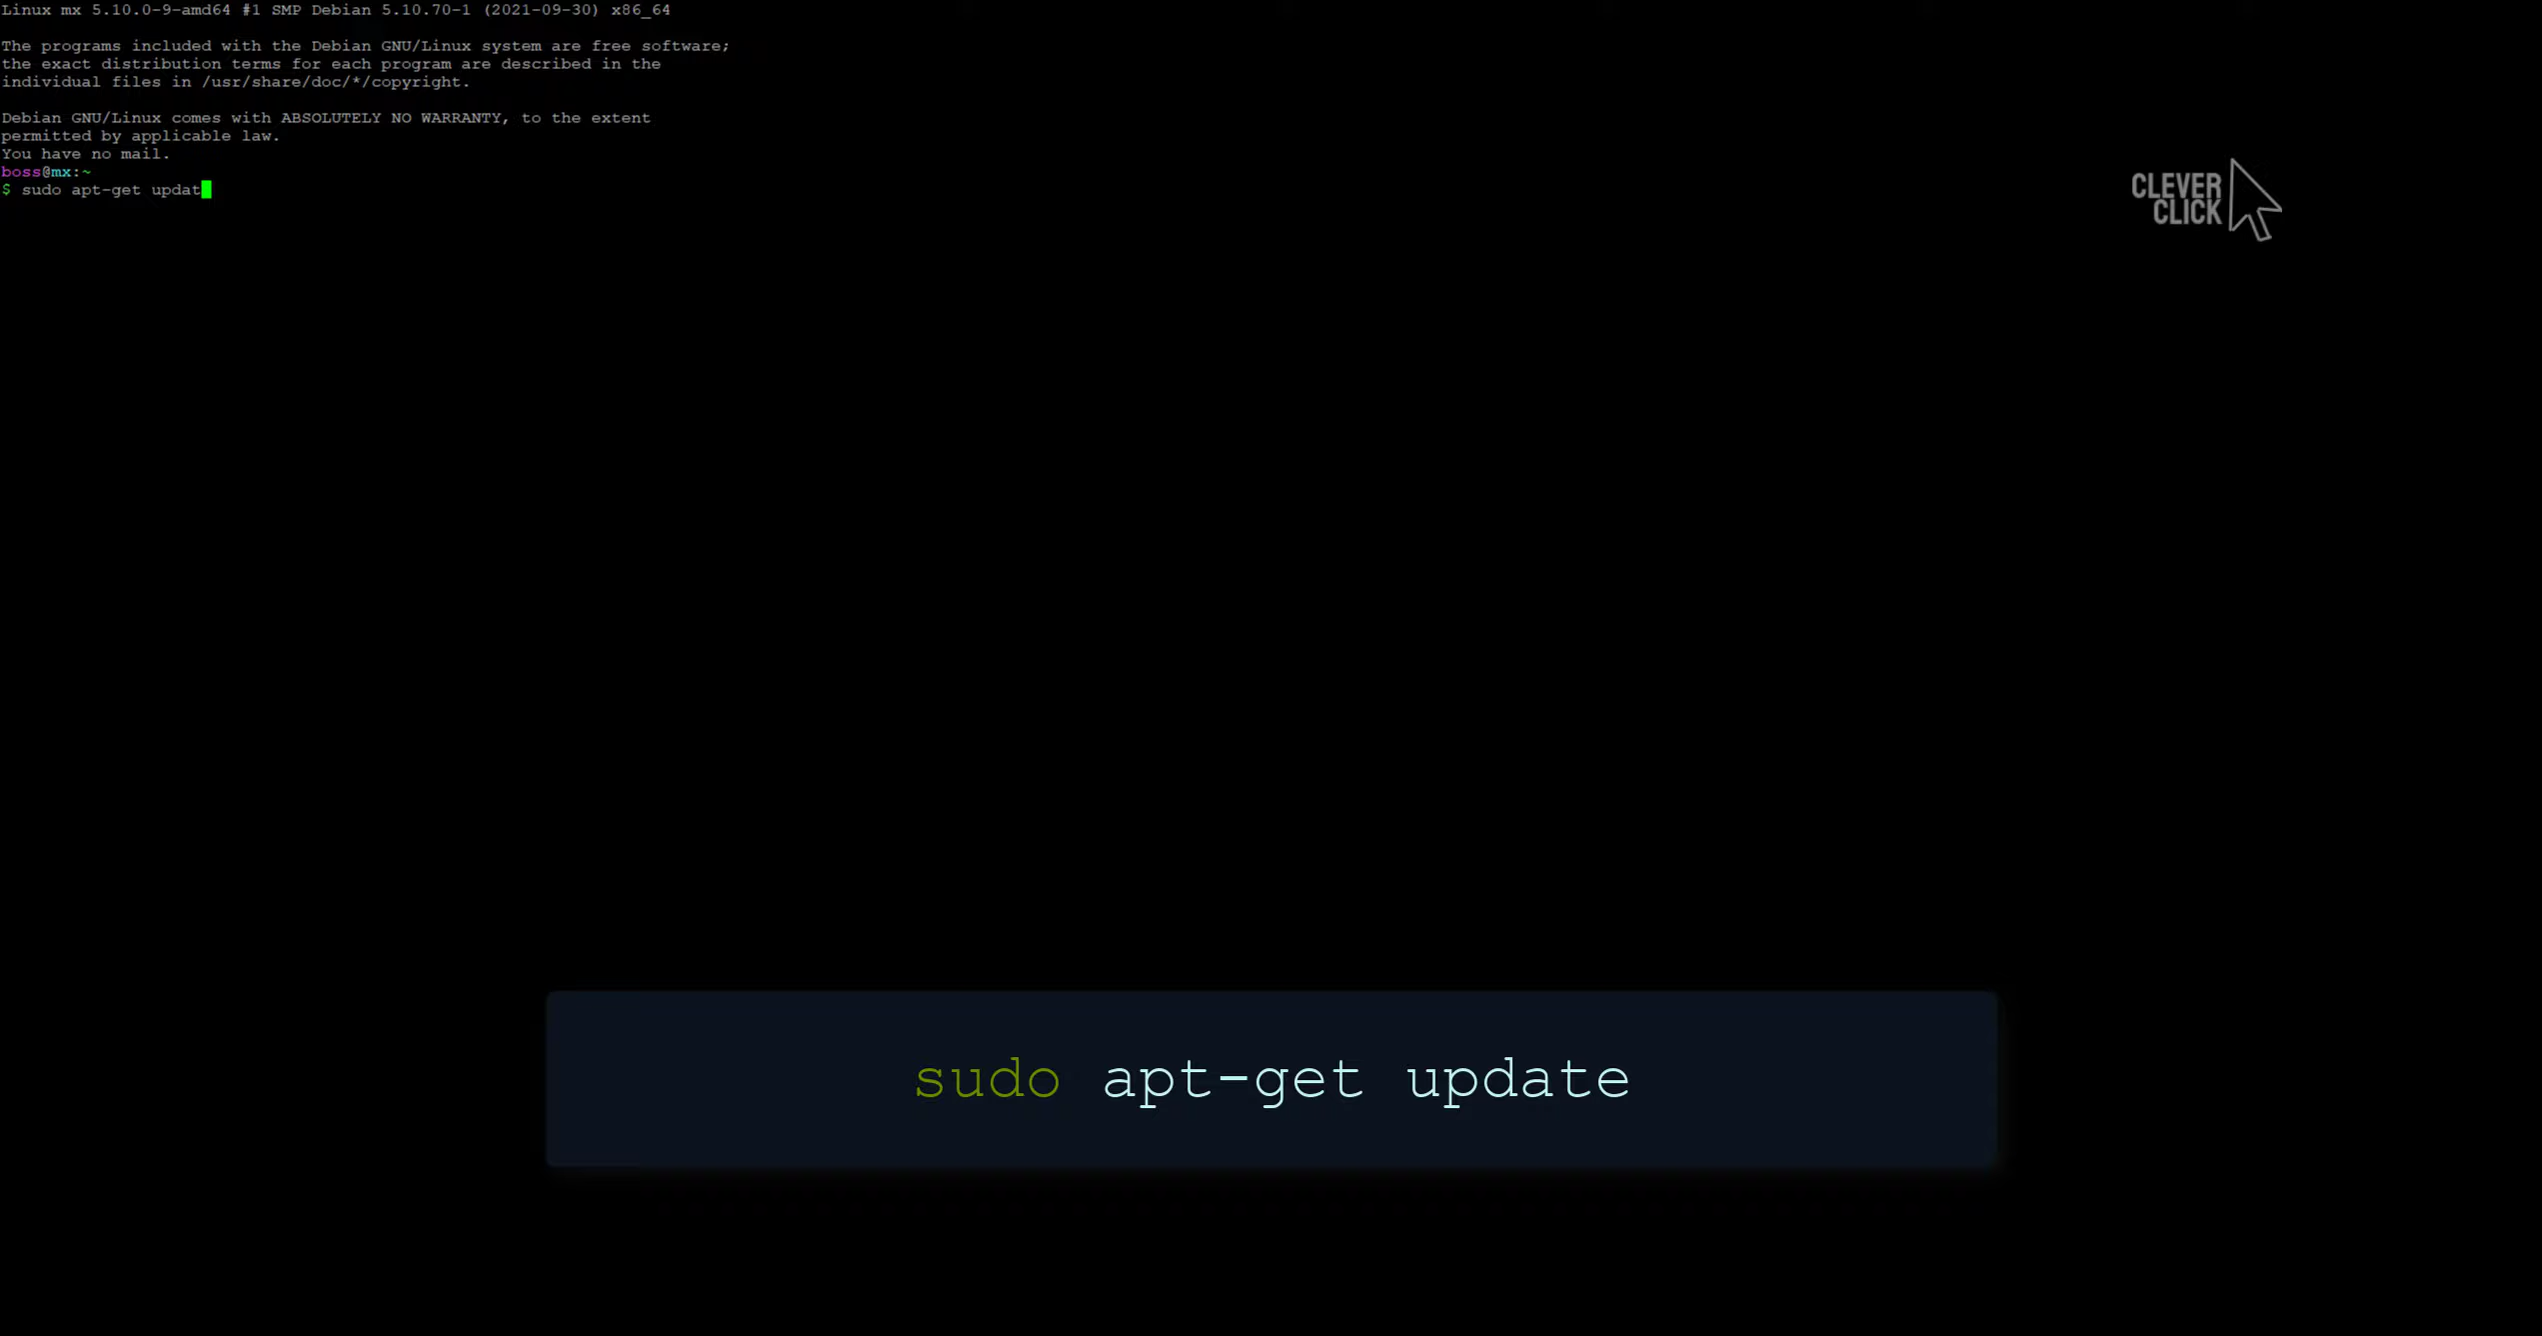 Linux mx 5.10.0-9-amd64 #1 SMP Debian 5.10.70-1 (2021-09-30) x86_64
The programs included with the Debian GNU/Linux system are free software;
the exact distribution terms for each program are described in the
individual files in /usr/share/doc/*/copyright.
Debian GNU/Linux comes with ABSOLUTELY NO WARRANTY, to the extent
permitted by applicable law.
You have no mail.
boss@mx:~
$ sudo apt-get updat
CLEVER
CLICK
sudo apt-get update